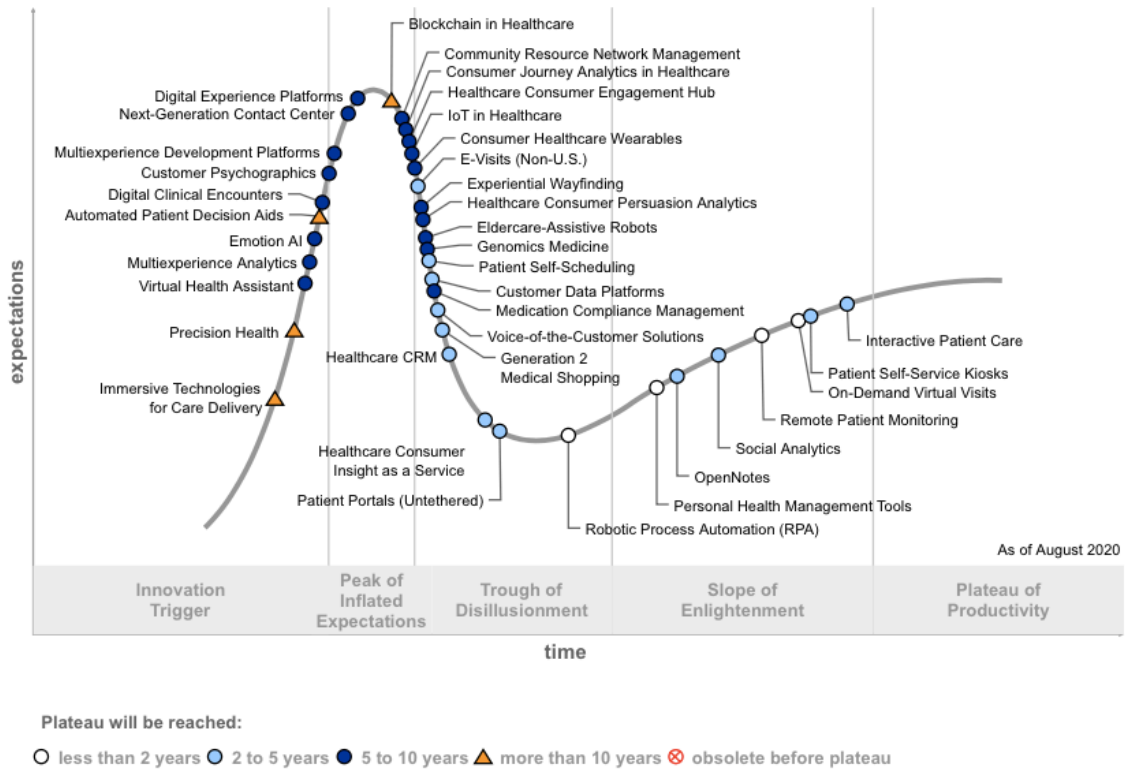 Blockchain in Healthcare
Community Resource Network Management
Consumer Journey Analytics in Healthcare
Healthcare Consumer Engagement Hub
IoT in Healthcare
Consumer Healthcare Wearables
E-Visits (Non-U.S.)
Experiential Wayfinding
Healthcare Consumer Persuasion Analytics
Eldercare-Assistive Robots
Genomics Medicine
Patient Self-Scheduling
Customer Data Platforms
Medication Compliance Management
Voice-of-the-Customer Solutions
Generation 2
Medical Shopping
Digital Experience Platforms
Next-Generation Contact Center
Multiexperience Development Platforms
Customer Psychographics
Digital Clinical Encounters
Automated Patient Decision Aids
Emotion AI
Multiexperience Analytics
Virtual Health Assistant
Precision Health
Immersive Technologies
for Care Delivery
Healthcare CRM
Healthcare Consumer
Insight as a Service
Patient Portals (Untethered)
Robotic Process Automation (RPA)
Personal Health Management Tools
OpenNotes
Social Analytics
Remote Patient Monitoring
On-Demand Virtual Visits
Patient Self-Service Kiosks
Interactive Patient Care
expectations
As of August 2020
Innovation
Trigger
Peak of
Inflated
Expectations
Trough of
Disillusionment
Slope of
Enlightenment
Plateau of
Productivity
time
Plateau will be reached:
less than 2 years
2 to 5 years
5 to 10 years
more than 10 years
obsolete before plateau